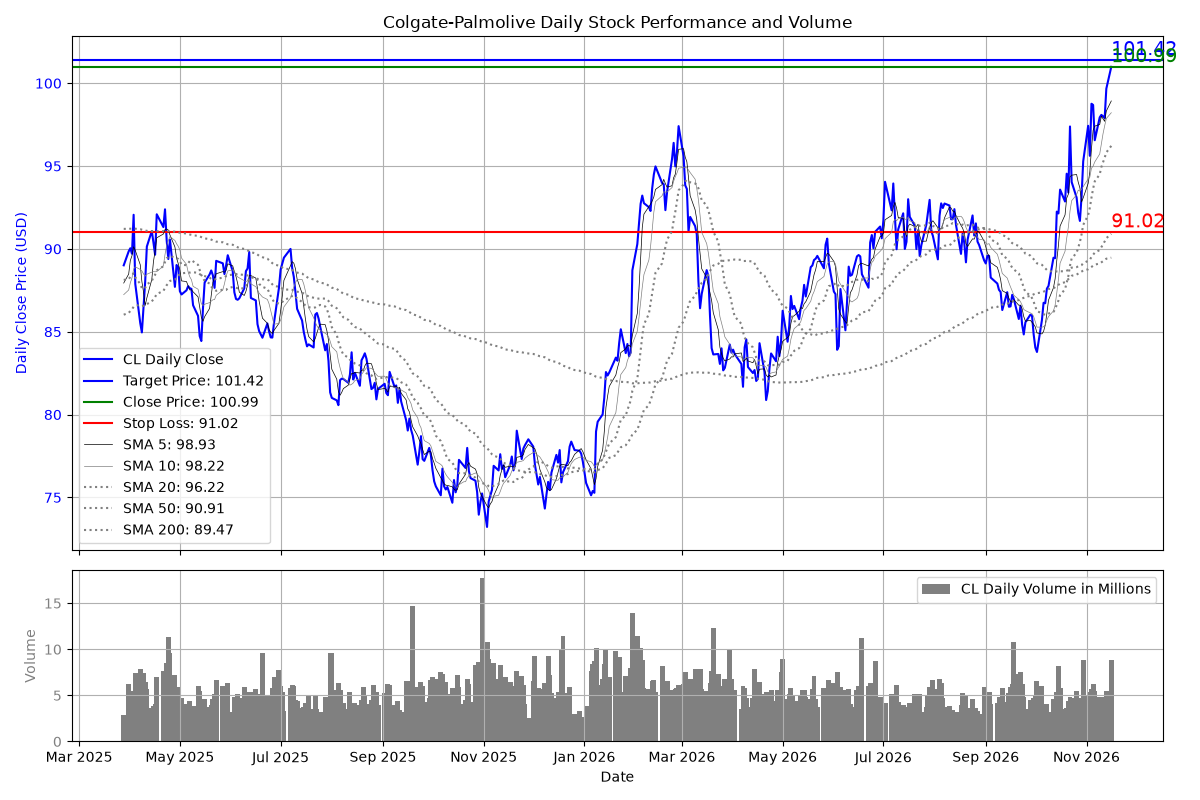 Colgate-Palmolive Daily Stock Performance and Volume
101.42
100.99
100
95
91.02
90
85
80
75
Daily Close Price (USD)
CL Daily Close
Target Price: 101.42
Close Price: 100.99
Stop Loss: 91.02
SMA 5: 98.93
SMA 10: 98.22
SMA 20: 96.22
SMA 50: 90.91
SMA 200: 89.47
CL Daily Volume in Millions
15
10
5
0
Volume
Mar 2025 May 2025 Jul 2025 Sep 2025 Nov 2025 Jan 2026 Mar 2026 May 2026 Jul 2026 Sep 2026 Nov 2026
Date